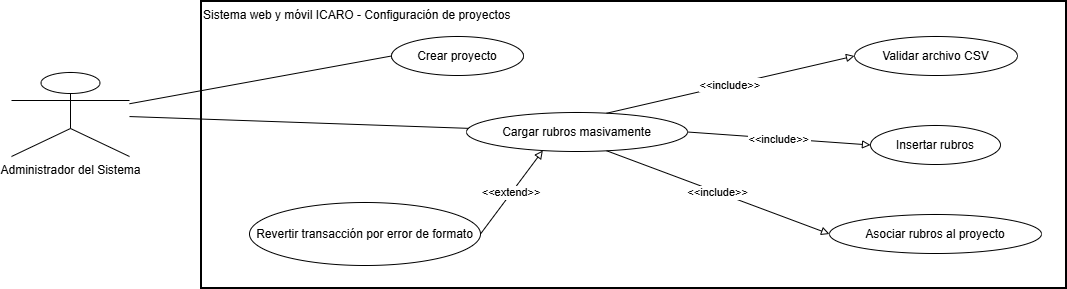 Sistema web y móvil ICARO - Configuración de proyectos
Crear proyecto
Validar archivo CSV
<<include>>
Cargar rubros masivamente
<<include>>
Insertar rubros
Administrador del Sistema
<<extend>>
<<include>>
Revertir transacción por error de formato
Asociar rubros al proyecto